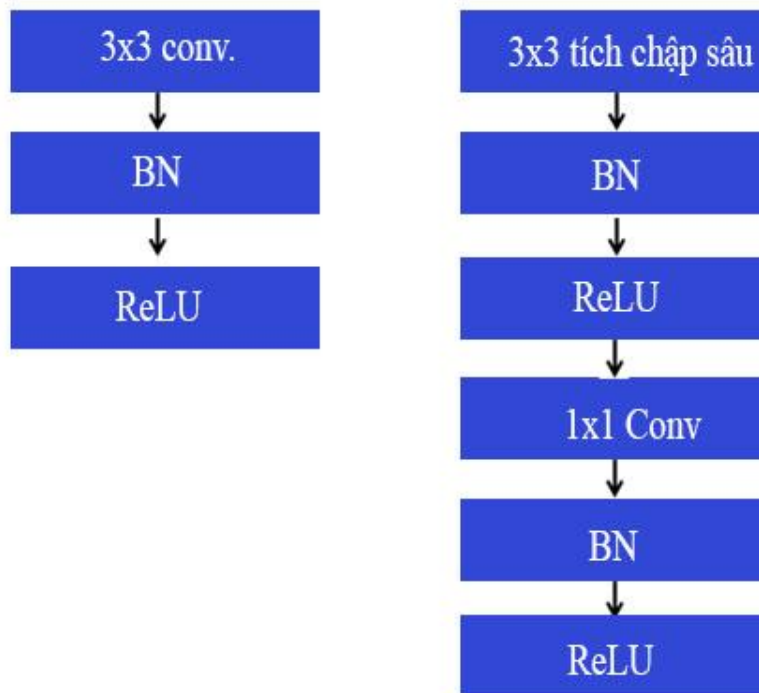 3x3 conv.
BN
ReLU
3x3 tích chập sâu
BN
ReLU
1x1 Conv
BN
ReLU